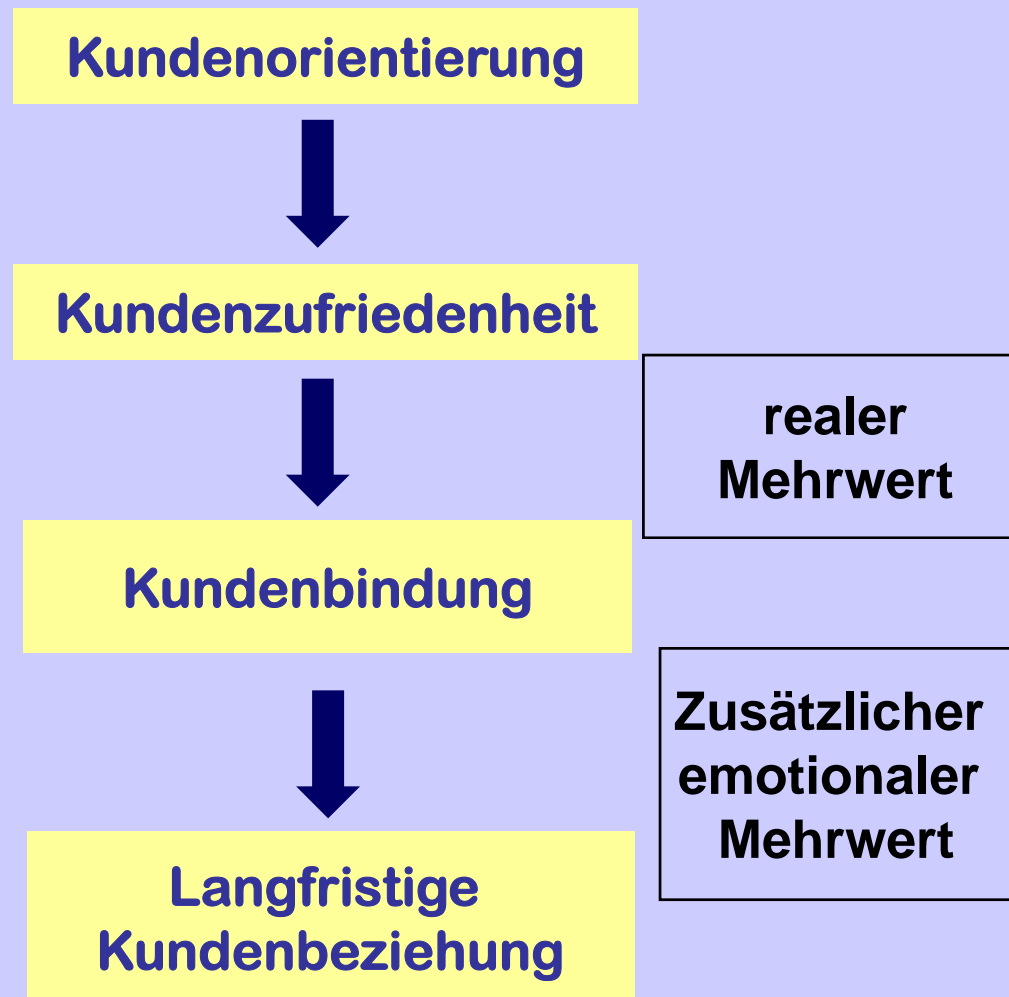 Kundenorientierung
Kundenzufriedenheit
realer
Mehrwert
Kundenbindung
Zusätzlicher
emotionaler
Mehrwert
Langfristige
Kundenbeziehung